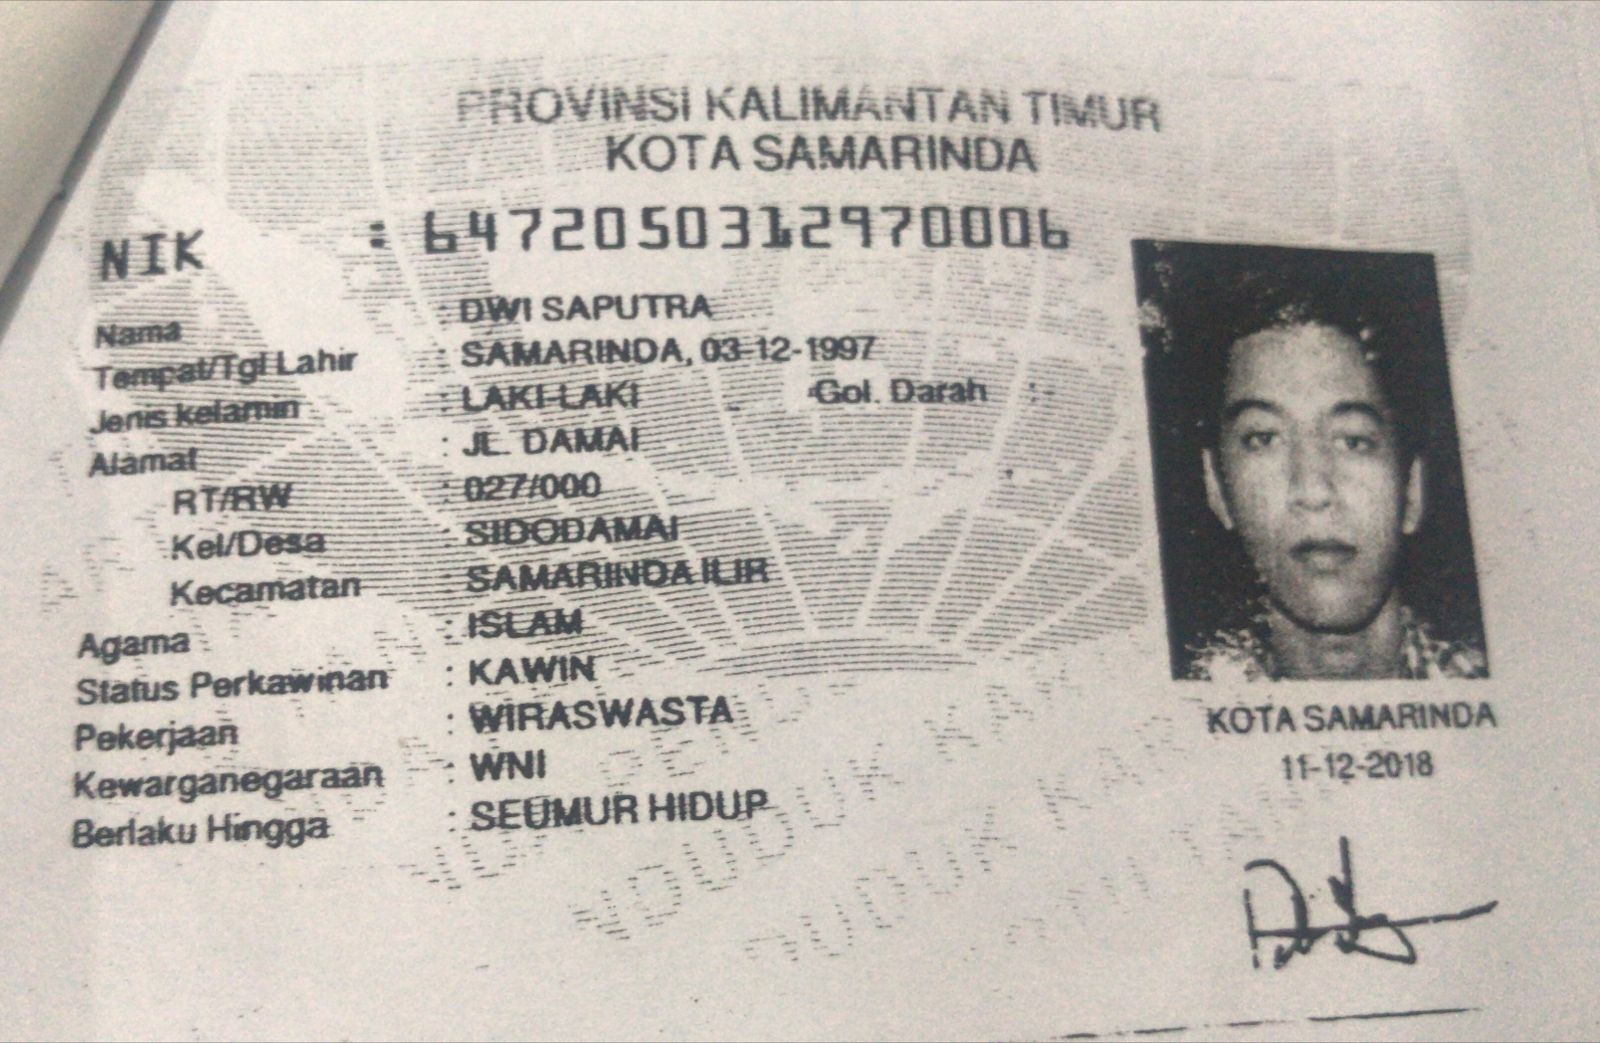 PROVINSI KALIMANTAN TIMUR
KOTA SAMARINDA
NIK : 6472050312970006
Nama : DWI SAPUTRA
Tempat/Tgl Lahir : SAMARINDA, 03-12-1997
Jenis kelamin : LAKI-LAKI Gol. Darah : -
Alamat : JL. DAMAI
RT/RW : 027/000
Kel/Desa : SIDODAMAI
Kecamatan : SAMARINDA ILIR
Agama : ISLAM
Status Perkawinan : KAWIN
Pekerjaan : WIRASWASTA
Kewarganegaraan : WNI
Berlaku Hingga : SEUMUR HIDUP
KOTA SAMARINDA
11-12-2018